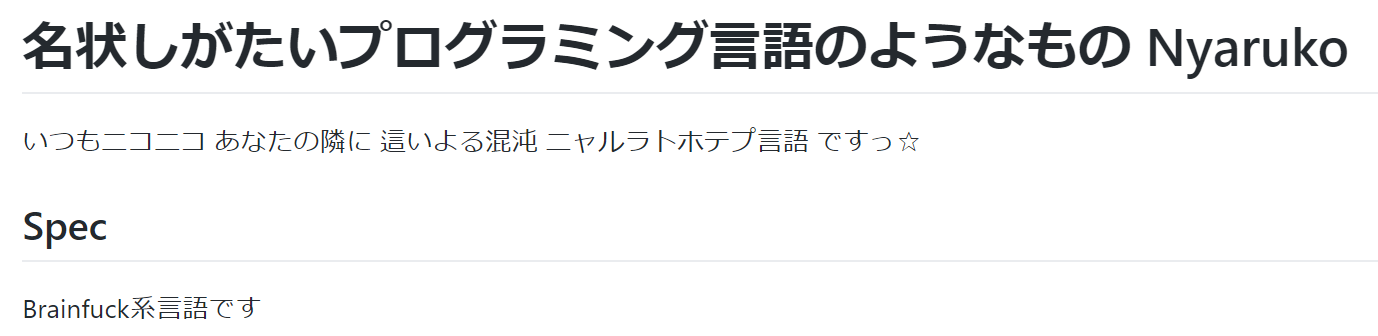 名状しがたいプログラミング言語のようなもの Nyaruko
いつもニコニコ あなたの隣に 這いよる混沌 ニャルラトホテプ言語 ですっ☆
Spec
Brainfuck系言語です